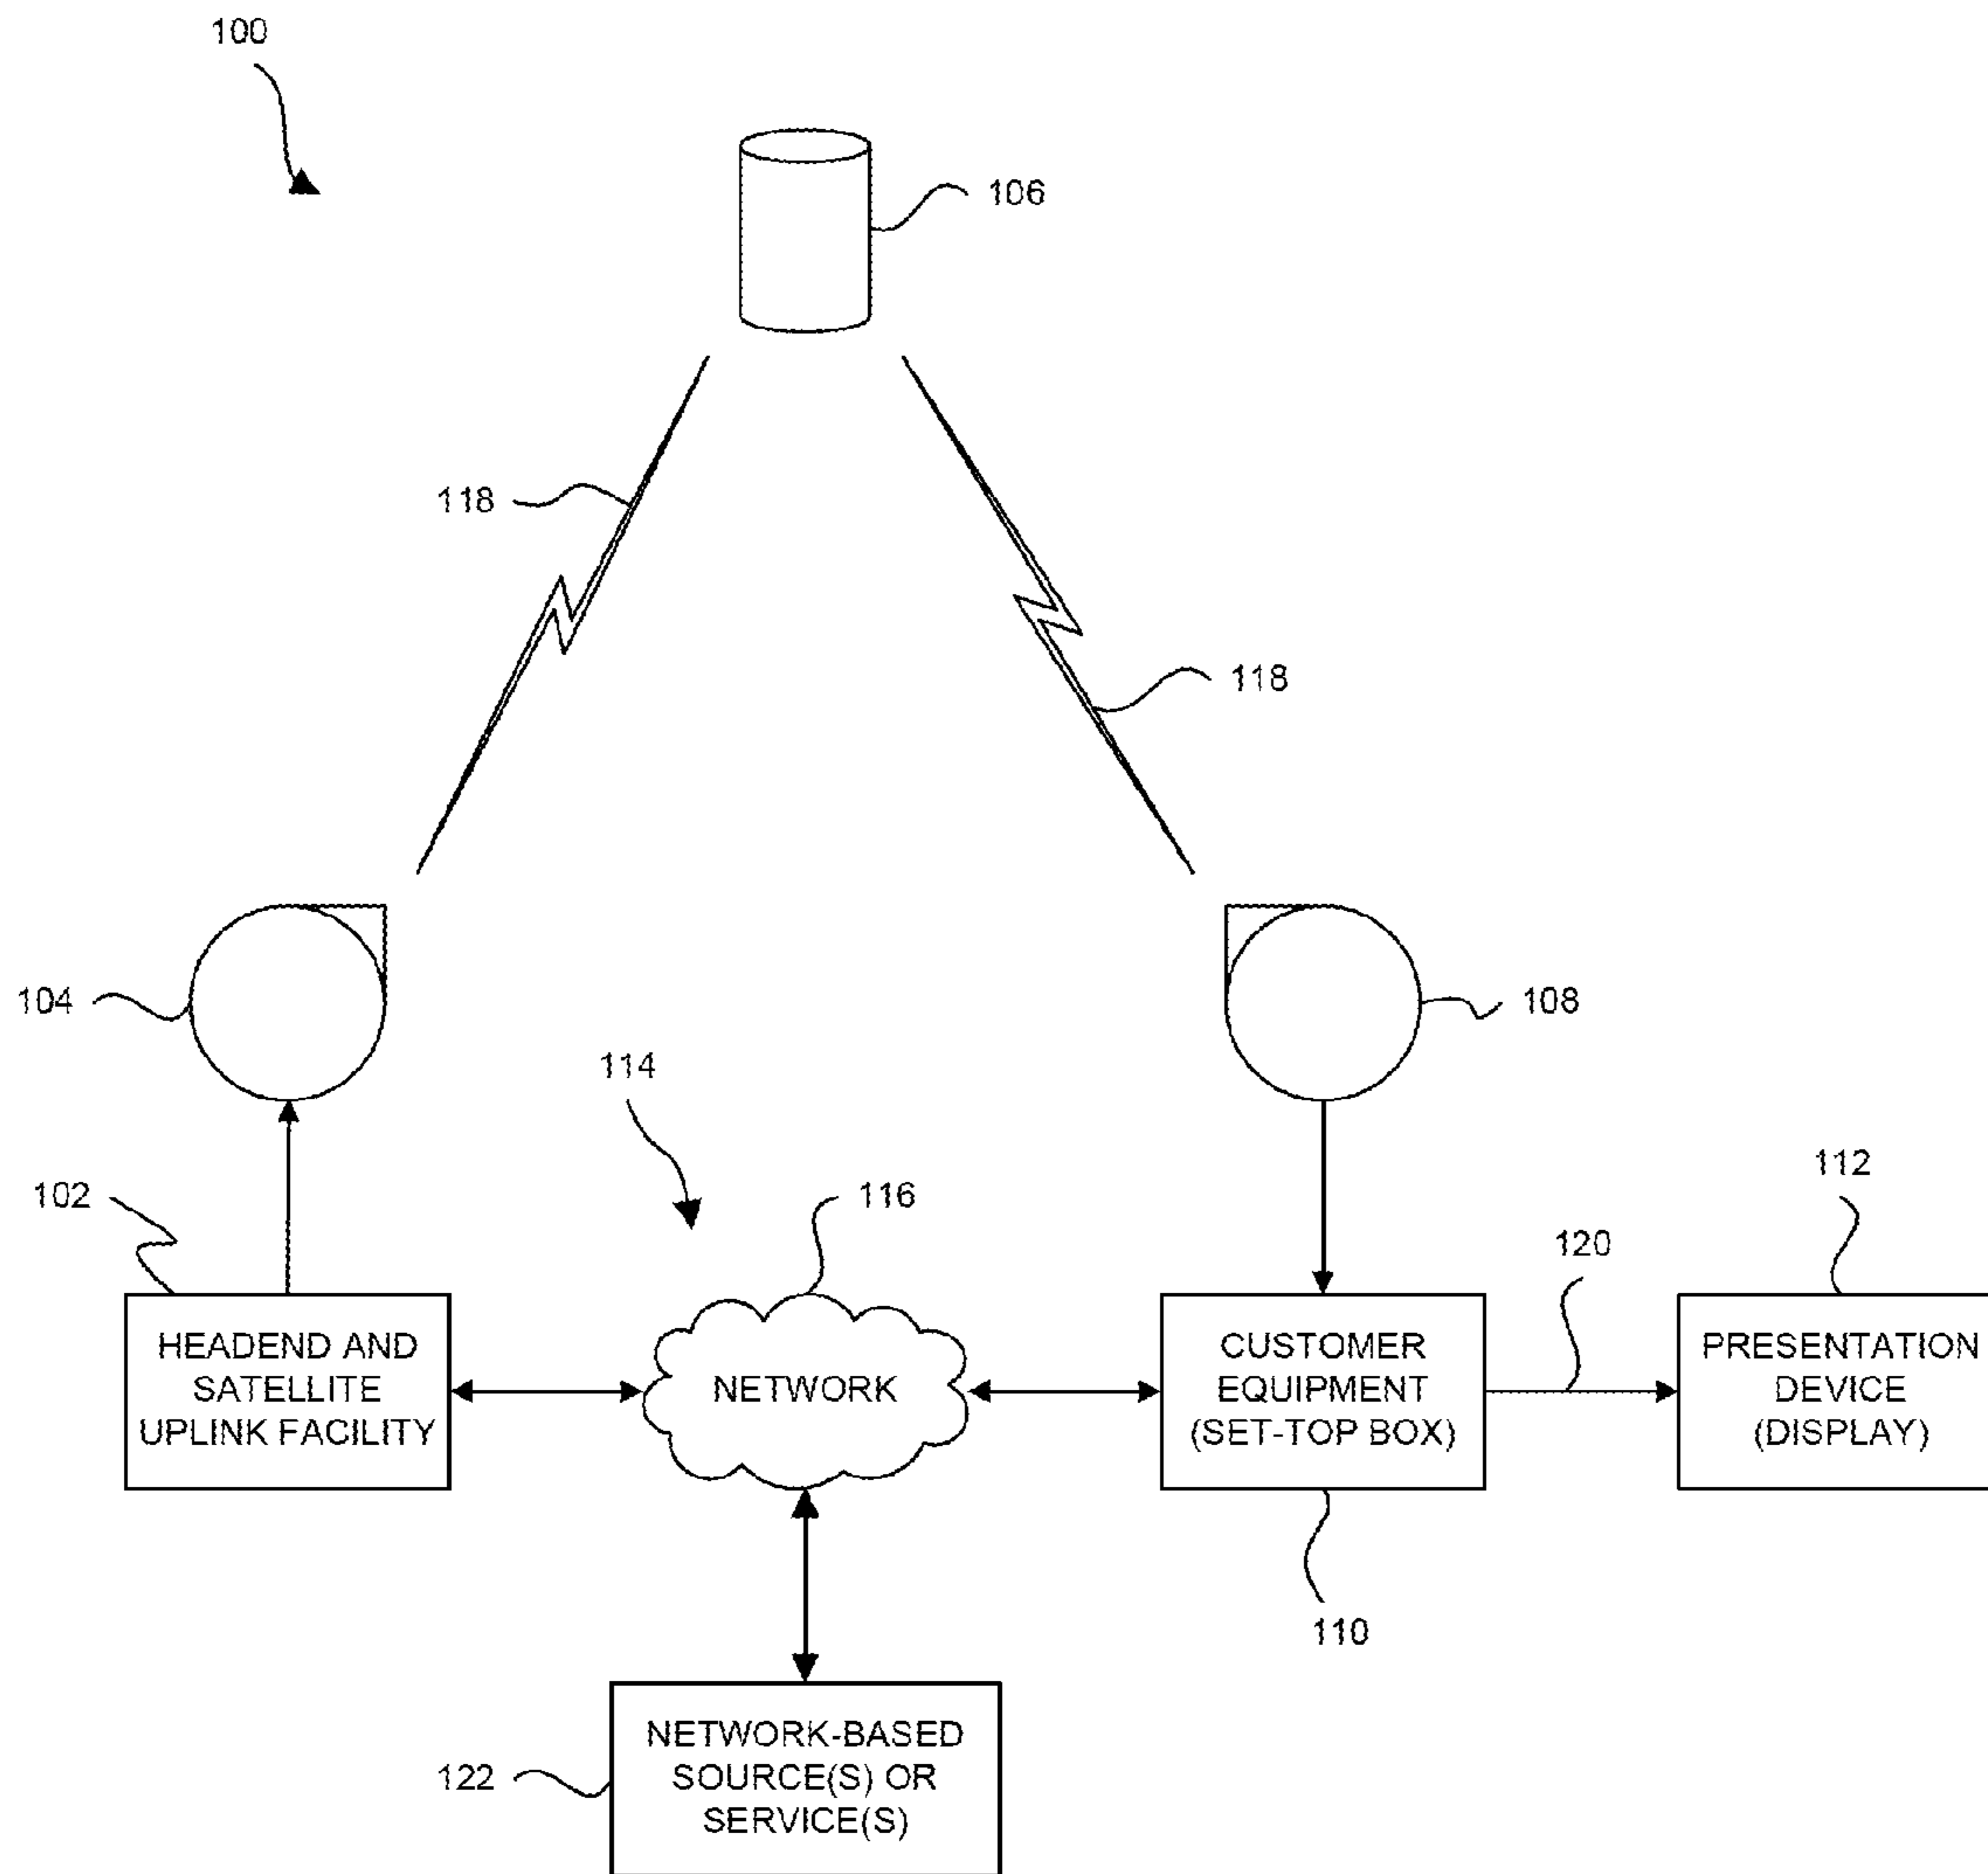 100
106
118
118
104
108
114
102
116
112
120
HEADEND AND
SATELLITE
UPLINK FACILITY
NETWORK
CUSTOMER
EQUIPMENT
(SET-TOP BOX)
PRESENTATION
DEVICE
(DISPLAY)
110
122
NETWORK-BASED
SOURCE(S) OR
SERVICE(S)